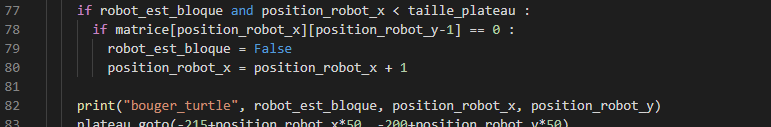 77 if robot_est_bloque and position_robot_x < taille_plateau :
78 if matrice[position_robot_x][position_robot_y-1] == 0 :
79 robot_est_bloque = False
80 position_robot_x = position_robot_x + 1
81
82 print("bouger_turtle", robot_est_bloque, position_robot_x, position_robot_y)
83 plateau.goto(-215+position_robot_x*50, -200+position_robot_y*50)